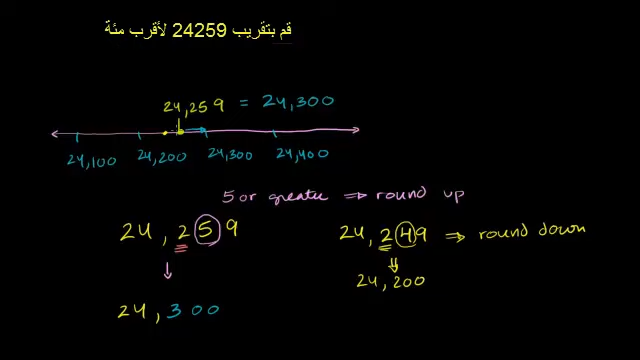 قم بتقريب 24259 لأقرب مئة
24,259 = 24,300
24,100 24,200 24,300 24,400
5 or greater ⟹ round up
24,259
24,249 ⟹ round down
24,200
24,300